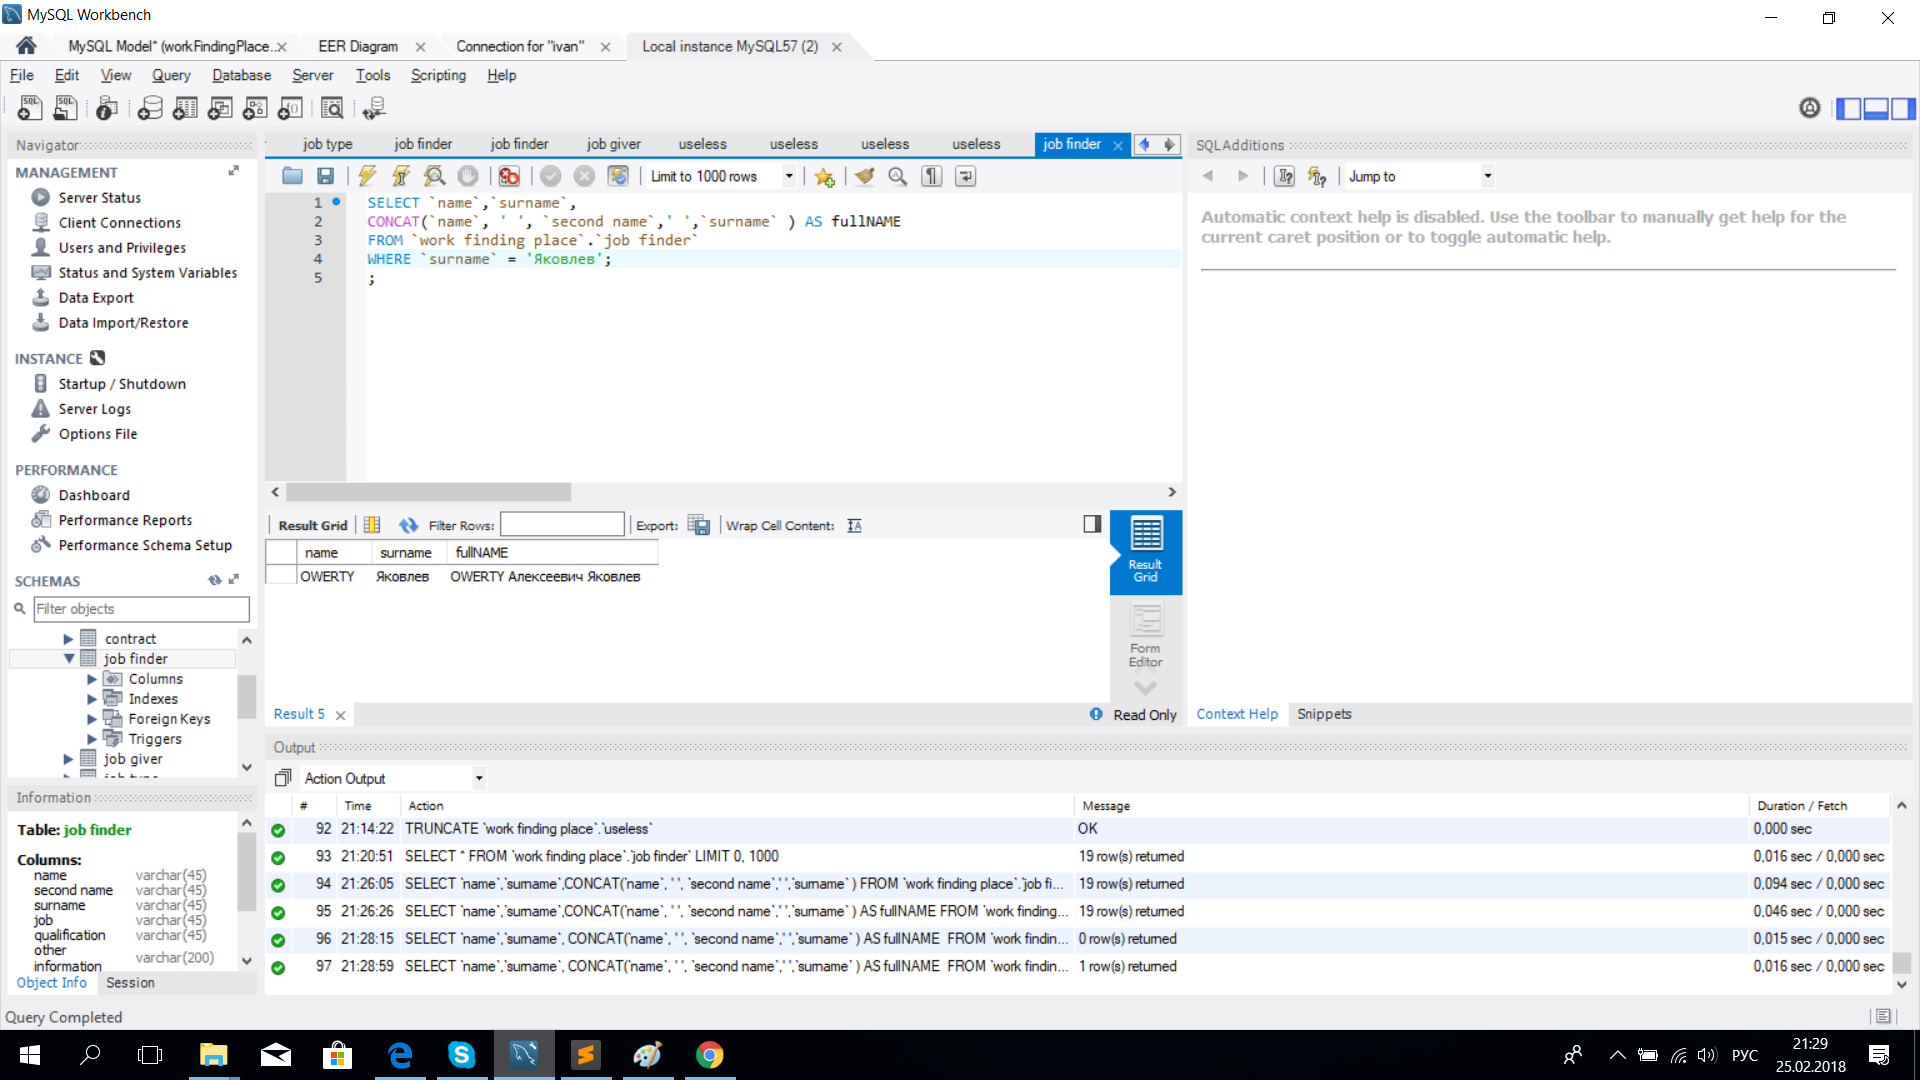 MySQL Workbench
MySQL Model* (workFindingPlace..
EER Diagram
Connection for "ivan"
Local instance MySQL57 (2)
File Edit View Query Database Server Tools Scripting Help
Navigator
MANAGEMENT
Server Status
Client Connections
Users and Privileges
Status and System Variables
Data Export
Data Import/Restore
INSTANCE
Startup / Shutdown
Server Logs
Options File
PERFORMANCE
Dashboard
Performance Reports
Performance Schema Setup
SCHEMAS
Filter objects
contract
job finder
Columns
Indexes
Foreign Keys
Triggers
job giver
job type
Information
Table: job finder
Columns:
name varchar(45)
second name varchar(45)
surname varchar(45)
job varchar(45)
qualification varchar(45)
other
information varchar(200)
Object Info Session
Query Completed
job type job finder job finder job giver useless useless useless useless job finder
Limit to 1000 rows
1 SELECT `name`,`surname`,
2 CONCAT(`name`, ' ', `second name`,' ',`surname` ) AS fullNAME
3 FROM `work finding place`.`job finder`
4 WHERE `surname` = 'Яковлев';
5 ;
Result Grid Filter Rows: Export: Wrap Cell Content:
name surname fullNAME
OWERTY Яковлев OWERTY Алексеевич Яковлев
Result
Grid
Form
Editor
Result 5
Read Only
SQLAdditions
Jump to
Automatic context help is disabled. Use the toolbar to manually get help for the
current caret position or to toggle automatic help.
Context Help Snippets
Output
Action Output
# Time Action Message Duration / Fetch
92 21:14:22 TRUNCATE `work finding place`.`useless` OK 0,000 sec
93 21:20:51 SELECT * FROM `work finding place`.`job finder` LIMIT 0, 1000 19 row(s) returned 0,016 sec / 0,000 sec
94 21:26:05 SELECT `name`,`surname`,CONCAT(`name`, ' ', `second name`,' ',`surname` ) FROM `work finding place`.`job fi... 19 row(s) returned 0,094 sec / 0,000 sec
95 21:26:26 SELECT `name`,`surname`,CONCAT(`name`, ' ', `second name`,' ',`surname` ) AS fullNAME FROM `work finding... 19 row(s) returned 0,046 sec / 0,000 sec
96 21:28:15 SELECT `name`,`surname`, CONCAT(`name`, ' ', `second name`,' ',`surname` ) AS fullNAME FROM `work findin... 0 row(s) returned 0,015 sec / 0,000 sec
97 21:28:59 SELECT `name`,`surname`, CONCAT(`name`, ' ', `second name`,' ',`surname` ) AS fullNAME FROM `work findin... 1 row(s) returned 0,016 sec / 0,000 sec
РУС
21:29
25.02.2018